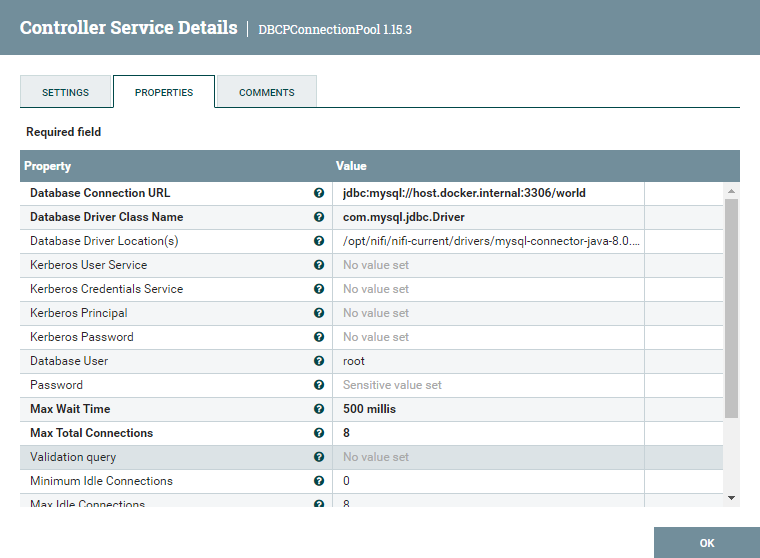 Controller Service Details | DBCPConnectionPool 1.15.3
SETTINGS PROPERTIES COMMENTS
Required field
Property Value
Database Connection URL jdbc:mysql://host.docker.internal:3306/world
Database Driver Class Name com.mysql.jdbc.Driver
Database Driver Location(s) /opt/nifi/nifi-current/drivers/mysql-connector-java-8.0....
Kerberos User Service No value set
Kerberos Credentials Service No value set
Kerberos Principal No value set
Kerberos Password No value set
Database User root
Password Sensitive value set
Max Wait Time 500 millis
Max Total Connections 8
Validation query No value set
Minimum Idle Connections 0
Max Idle Connections 8
OK